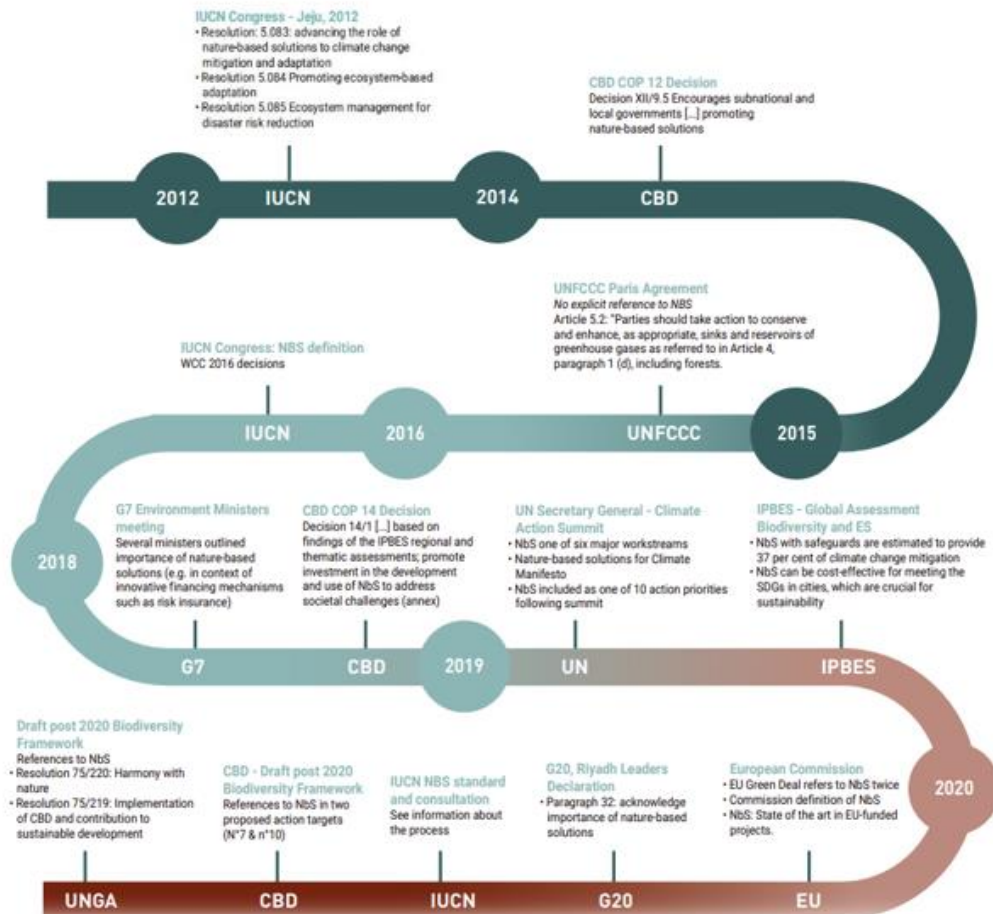 IUCN Congress - Jeju, 2012
• Resolution: 5.083: advancing the role of
nature-based solutions to climate change
mitigation and adaptation
• Resolution 5.084 Promoting ecosystem-based
adaptation
• Resolution 5.085 Ecosystem management for
disaster risk reduction
CBD COP 12 Decision
Decision XII/9.5 Encourages subnational and
local governments [...] promoting
nature-based solutions
2012
IUCN
2014
CBD
UNFCCC Paris Agreement
No explicit reference to NBS
Article 5.2: "Parties should take action to conserve
and enhance, as appropriate, sinks and reservoirs of
greenhouse gases as referred to in Article 4,
paragraph 1 (d), including forests.
IUCN Congress: NBS definition
WCC 2016 decisions
IUCN
2016
UNFCCC
2015
G7 Environment Ministers
meeting
Several ministers outlined
importance of nature-based
solutions (e.g. in context of
innovative financing mechanisms
such as risk insurance)
CBD COP 14 Decision
Decision 14/1 [...] based on
findings of the IPBES regional and
thematic assessments; promote
investment in the development
and use of NbS to address
societal challenges (annex)
UN Secretary General - Climate
Action Summit
• NbS one of six major workstreams
• Nature-based solutions for Climate
Manifesto
• NbS included as one of 10 action priorities
following summit
IPBES - Global Assessment
Biodiversity and ES
• NbS with safeguards are estimated to provide
37 per cent of climate change mitigation
• NbS can be cost-effective for meeting the
SDGs in cities, which are crucial for
sustainability
2018
G7
CBD
2019
UN
IPBES
Draft post 2020 Biodiversity
Framework
References to NbS
• Resolution 75/220: Harmony with
nature
• Resolution 75/219: Implementation
of CBD and contribution to
sustainable development
CBD - Draft post 2020
Biodiversity Framework
References to NbS in two
proposed action targets
(N°7 & n°10)
IUCN NBS standard
and consultation
See information about
the process
G20, Riyadh Leaders
Declaration
• Paragraph 32: acknowledge
importance of nature-based
solutions
European Commission
• EU Green Deal refers to NbS twice
• Commission definition of NbS
• NbS: State of the art in EU-funded
projects.
2020
UNGA
CBD
IUCN
G20
EU